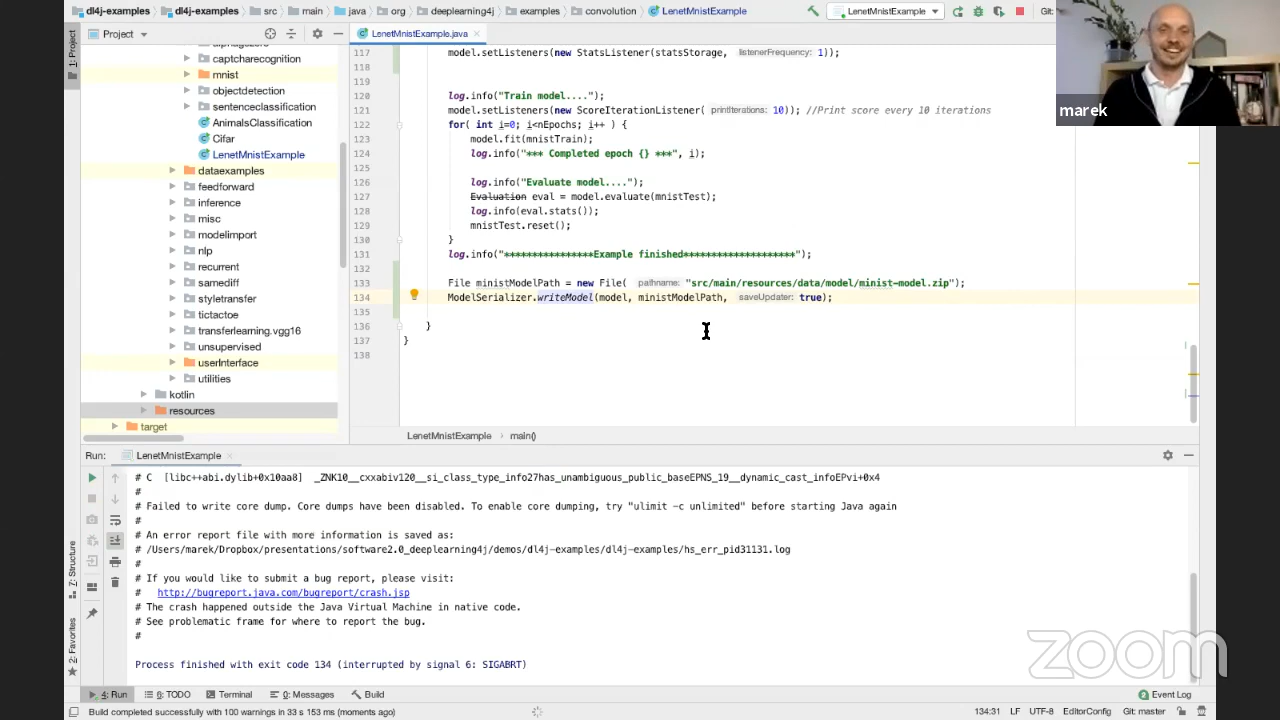 dl4j-examples dl4j-examples src main java org deeplearning4j examples convolution LenetMnistExample LenetMnistExample Git:
1: Project
Project
LenetMnistExample.java
captcharecognition
mnist
objectdetection
sentenceclassification
AnimalsClassification
Cifar
LenetMnistExample
dataexamples
feedforward
inference
misc
modelimport
nlp
recurrent
samediff
styletransfer
tictactoe
transferlearning.vgg16
unsupervised
userInterface
utilities
kotlin
resources
target
117 model.setListeners(new StatsListener(statsStorage, listenerFrequency: 1));
118
119
120 log.info("Train model....");
121 model.setListeners(new ScoreIterationListener( printIterations: 10)); //Print score every 10 iterations
122 for( int i=0; i<nEpochs; i++ ) {
123 model.fit(mnistTrain);
124 log.info("*** Completed epoch {} ***", i);
125
126 log.info("Evaluate model....");
127 Evaluation eval = model.evaluate(mnistTest);
128 log.info(eval.stats());
129 mnistTest.reset();
130 }
131 log.info("****************Example finished********************");
132
133 File ministModelPath = new File( pathname: "src/main/resources/data/model/minist-model.zip");
134 ModelSerializer.writeModel(model, ministModelPath, saveUpdater: true);
135
136 }
137 }
138
LenetMnistExample › main()
marek
Run: LenetMnistExample
# C [libc++abi.dylib+0x10aa8] _ZNK10__cxxabiv120__si_class_type_info27has_unambiguous_public_baseEPNS_19__dynamic_cast_infoEPvi+0x4
#
# Failed to write core dump. Core dumps have been disabled. To enable core dumping, try "ulimit -c unlimited" before starting Java again
#
# An error report file with more information is saved as:
# /Users/marek/Dropbox/presentations/software2.0_deeplearning4j/demos/dl4j-examples/dl4j-examples/hs_err_pid31131.log
#
# If you would like to submit a bug report, please visit:
# http://bugreport.java.com/bugreport/crash.jsp
# The crash happened outside the Java Virtual Machine in native code.
# See problematic frame for where to report the bug.
#
Process finished with exit code 134 (interrupted by signal 6: SIGABRT)
7: Structure
2: Favorites
zoom
4: Run 6: TODO Terminal 0: Messages Build Event Log
Build completed successfully with 100 warnings in 33 s 153 ms (moments ago) 134:31 LF UTF-8 EditorConfig Git: master